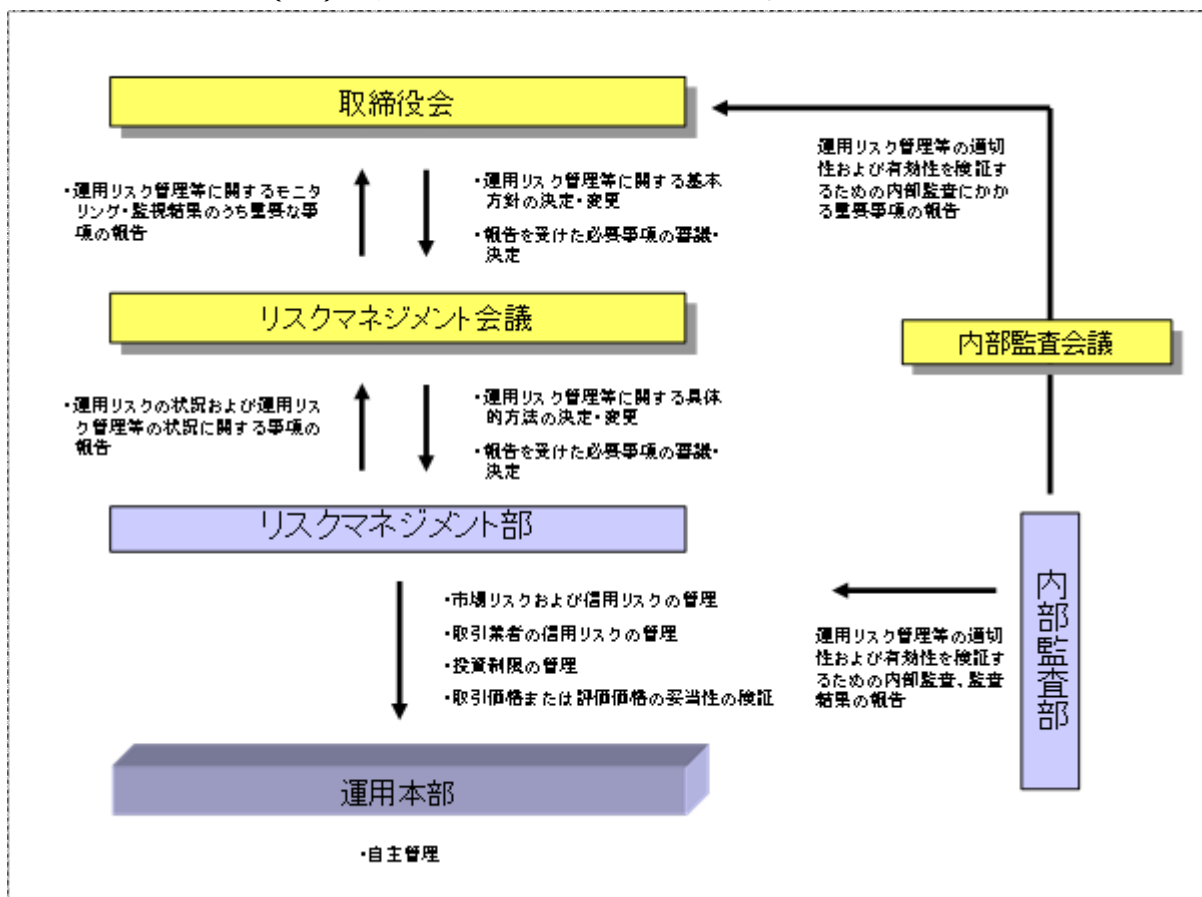 取締役会
・運用リスク管理等に関するモニタ
リング・監視結果のうち重要な事
項の報告
・運用リスク管理等に関する基本
方針の決定・変更
・報告を受けた必要事項の審議・
決定
運用リスク管理等の適切
性および有効性を検証す
るための内部監査にかか
る重要事項の報告
リスクマネジメント会議
内部監査会議
・運用リスクの状況および運用リス
ク管理等の状況に関する事項の
報告
・運用リスク管理等に関する具体
的方法の決定・変更
・報告を受けた必要事項の審議・
決定
リスクマネジメント部
内部監査部
・市場リスクおよび信用リスクの管理
・取引業者の信用リスクの管理
・投資制限の管理
・取引価格または評価価格の妥当性の検証
運用リスク管理等の適切
性および有効性を検証す
るための内部監査、監査
結果の報告
運用本部
・自主管理